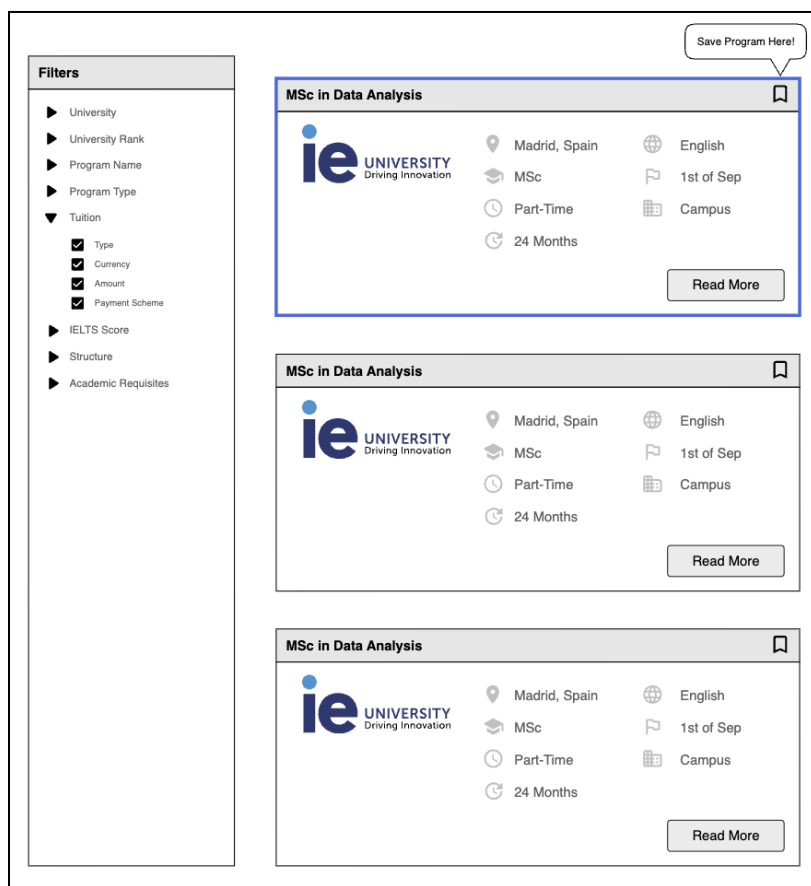 Save Program Here!
Filters
University
University Rank
Program Name
Program Type
Tuition
Type
Currency
Amount
Payment Scheme
IELTS Score
Structure
Academic Requisites
MSc in Data Analysis
ie UNIVERSITY
Driving Innovation
Madrid, Spain English
MSc 1st of Sep
Part-Time Campus
24 Months
Read More
MSc in Data Analysis
ie UNIVERSITY
Driving Innovation
Madrid, Spain English
MSc 1st of Sep
Part-Time Campus
24 Months
Read More
MSc in Data Analysis
ie UNIVERSITY
Driving Innovation
Madrid, Spain English
MSc 1st of Sep
Part-Time Campus
24 Months
Read More